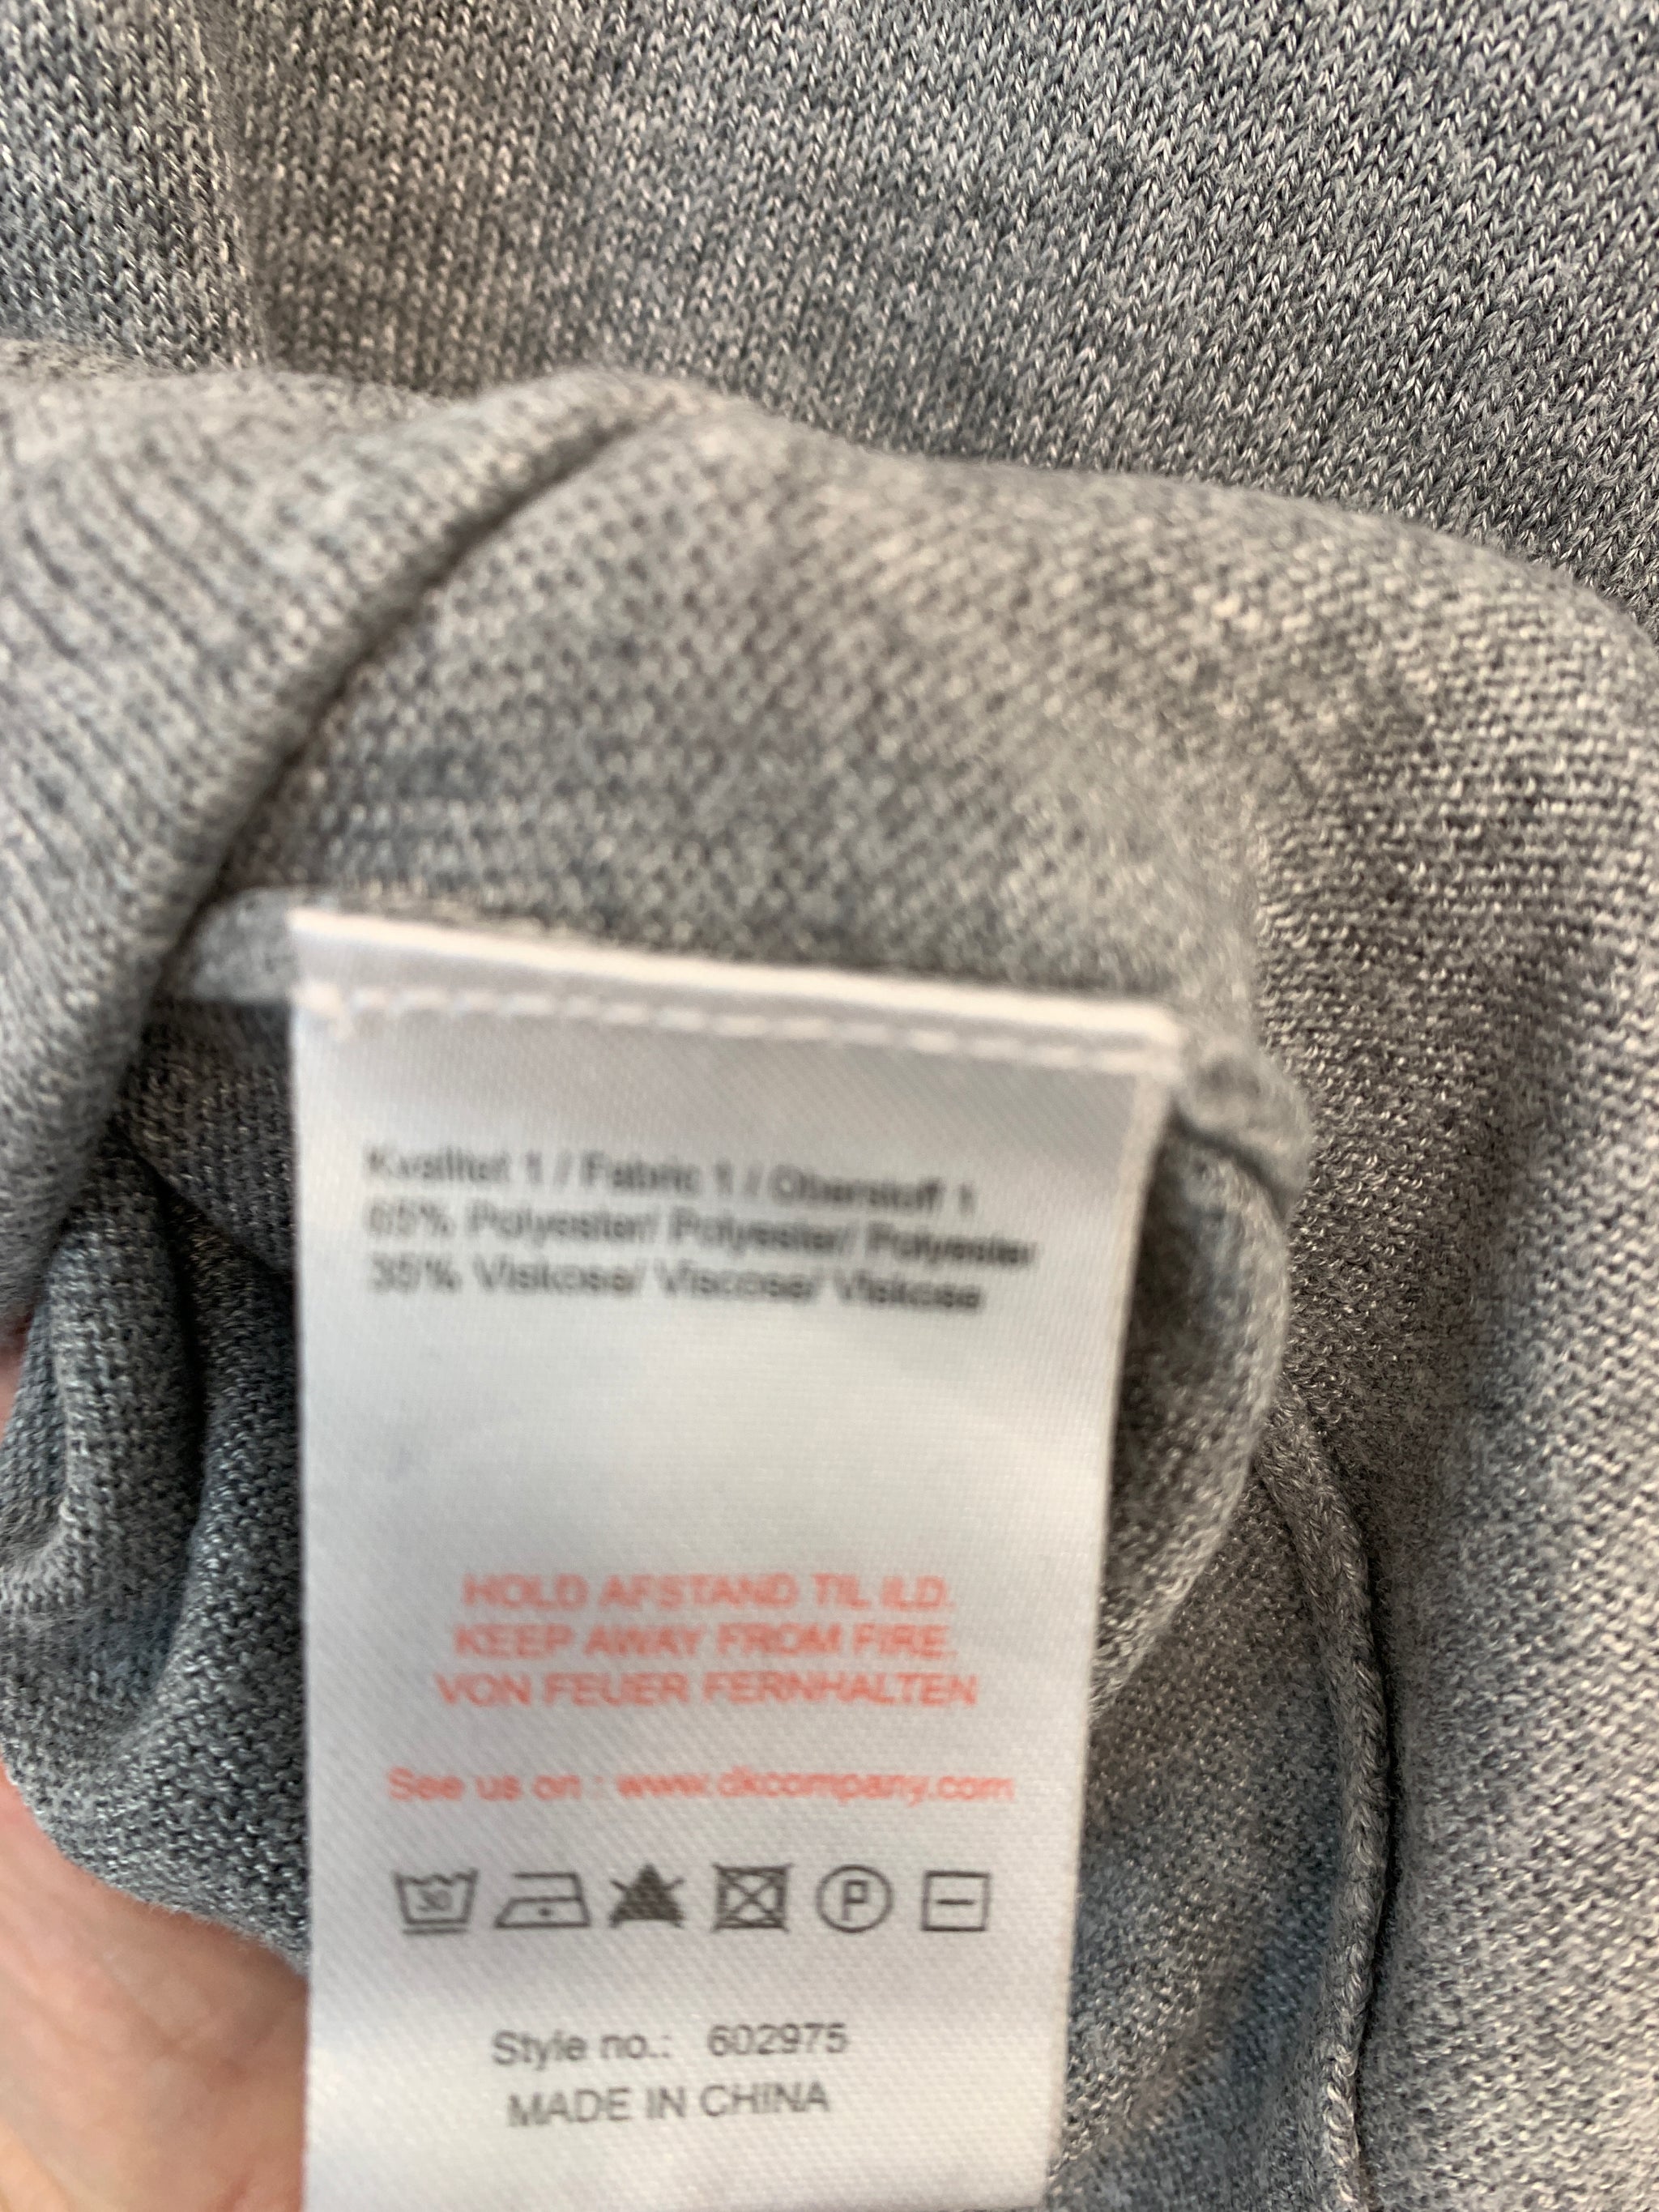 Kvalitet 1 / Fabric 1 / Oberstoff 1
65% Polyester/ Polyester/ Polyester
35% Viskose/ Viscose/ Viskose
HOLD AFSTAND TIL ILD.
KEEP AWAY FROM FIRE.
VON FEUER FERNHALTEN
See us on : www.dkcompany.com
30
P
Style no.: 602975
MADE IN CHINA